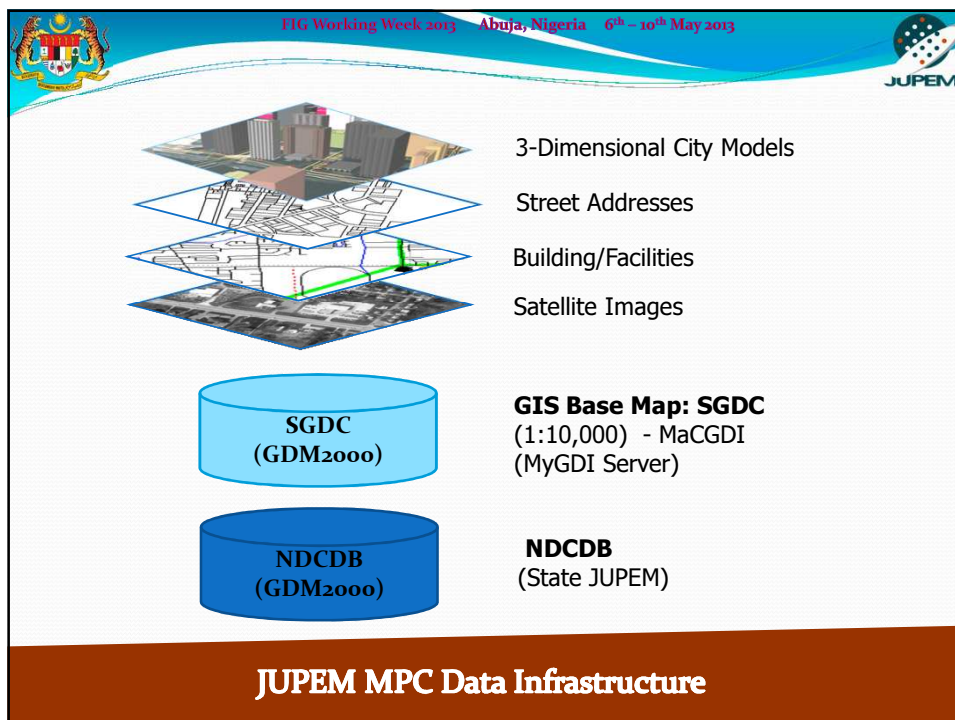 FIG Working Week 2013 Abuja, Nigeria 6th – 10th May 2013
JUPEM
3-Dimensional City Models
Street Addresses
Building/Facilities
Satellite Images
SGDC
(GDM2000)
GIS Base Map: SGDC
(1:10,000) - MaCGDI
(MyGDI Server)
NDCDB
(GDM2000)
NDCDB
(State JUPEM)
JUPEM MPC Data Infrastructure